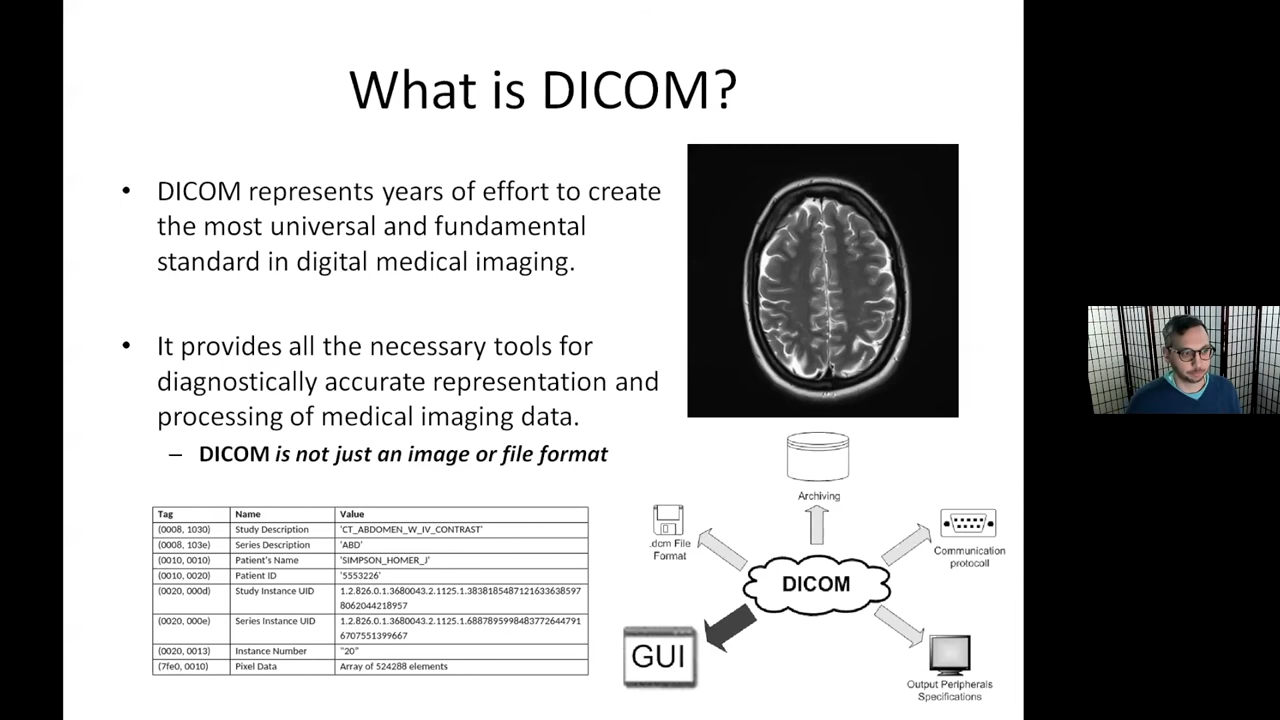 What is DICOM?
• DICOM represents years of effort to create
the most universal and fundamental
standard in digital medical imaging.
• It provides all the necessary tools for
diagnostically accurate representation and
processing of medical imaging data.
– DICOM is not just an image or file format
Tag Name Value
(0008, 1030) Study Description 'CT_ABDOMEN_W_IV_CONTRAST'
(0008, 103e) Series Description 'ABD'
(0010, 0010) Patient's Name 'SIMPSON_HOMER_J'
(0010, 0020) Patient ID '5553226'
(0020, 000d) Study Instance UID 1.2.826.0.1.3680043.2.1125.1.3838185487121633638597
8062044218957
(0020, 000e) Series Instance UID 1.2.826.0.1.3680043.2.1125.1.6887895998483772644791
6707551399667
(0020, 0013) Instance Number "20"
(7fe0, 0010) Pixel Data Array of 524288 elements
Archiving
.dcm File
Format
Communication
protocoll
DICOM
GUI
Output Peripherals
Specifications